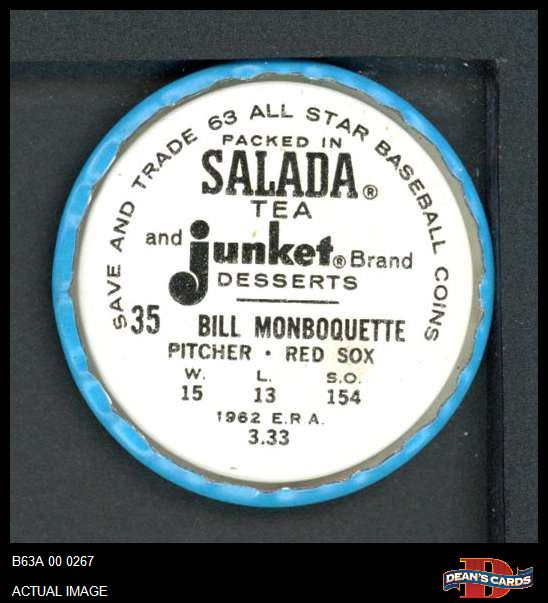 SAVE AND TRADE 63 ALL STAR BASEBALL COINS
PACKED IN
SALADA®
TEA
and junket® Brand
DESSERTS
35 BILL MONBOQUETTE
PITCHER • RED SOX
W. L. S.O.
15 13 154
1962 E.R.A.
3.33
B63A 00 0267
ACTUAL IMAGE
D
DEAN'S CARDS